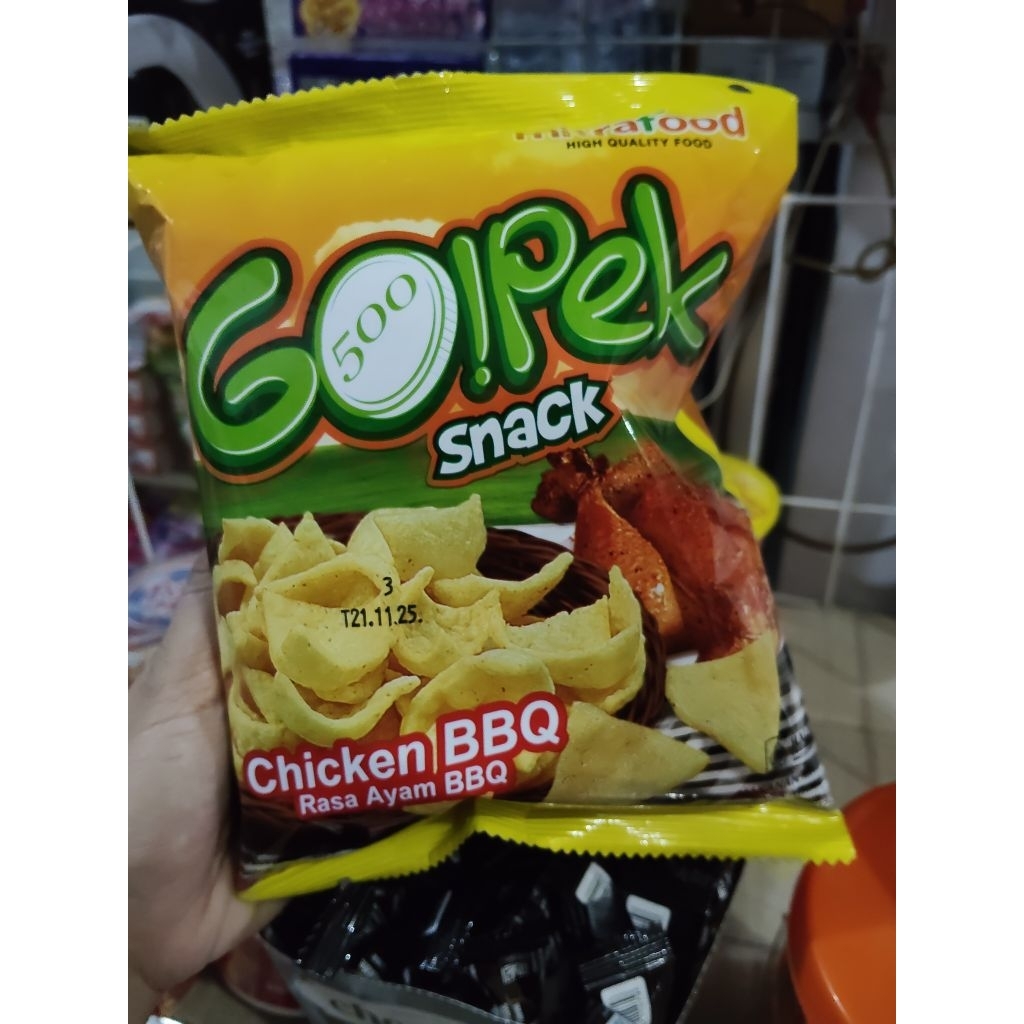 HIGH QUALITY FOOD
GO!Pek
500
snack
3
T21.11.25.
Chicken BBQ
Rasa Ayam BBQ